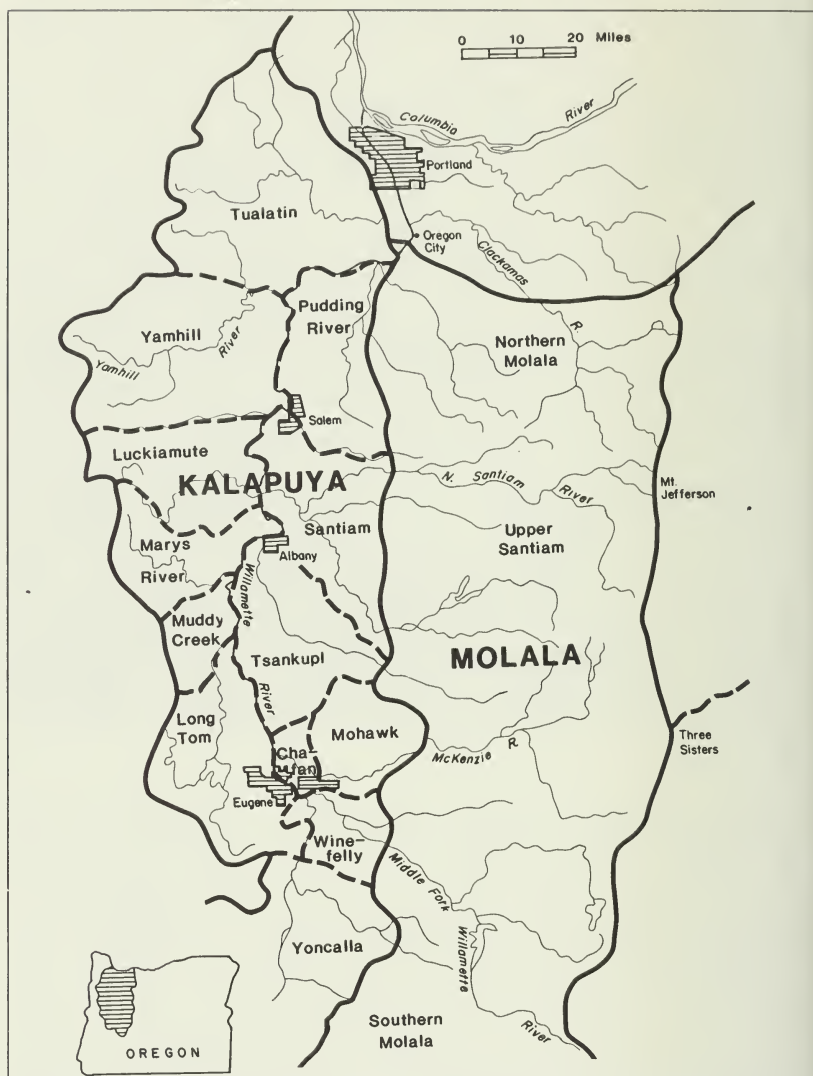 0 10 20 Miles
Columbia
River
Portland
Tualatin
Oregon
City
Clackamas
R.
Pudding
River
Yamhill
River
Yamhill
Northern
Molala
Salem
Luckiamute
KALAPUYA
N. Santiam
River
Mt.
Jefferson
Santiam
Upper
Santiam
Marys
River
Albany
Willamette
River
Muddy
Creek
Tsankupi
MOLALA
Long
Tom
Mohawk
Three
Sisters
Cha-
McKenzie R.
Eugene
Wine-
felly
Middle Fork
Willamette
River
Yoncalla
Southern
Molala
OREGON